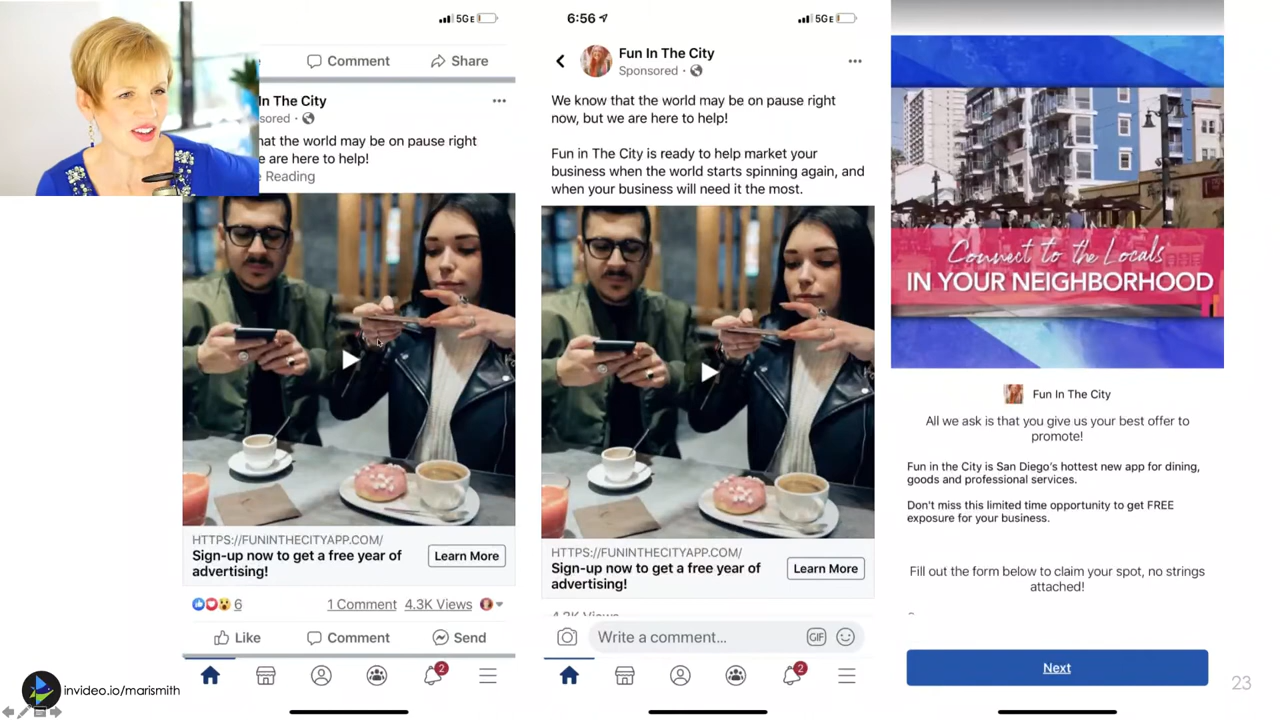 5GE
Comment
Share
In The City
sored ·
hat the world may be on pause right
e are here to help!
Reading
HTTPS://FUNINTHECITYAPP.COM/
Sign-up now to get a free year of
advertising!
Learn More
6
1 Comment
4.3K Views
Like
Comment
Send
2
6:56
5GE
Fun In The City
Sponsored ·
We know that the world may be on pause right
now, but we are here to help!
Fun in The City is ready to help market your
business when the world starts spinning again, and
when your business will need it the most.
HTTPS://FUNINTHECITYAPP.COM/
Sign-up now to get a free year of
advertising!
Learn More
4.3K Views
Write a comment...
GIF
2
Connect to the Locals
IN YOUR NEIGHBORHOOD
Fun In The City
All we ask is that you give us your best offer to
promote!
Fun in the City is San Diego's hottest new app for dining,
goods and professional services.
Don't miss this limited time opportunity to get FREE
exposure for your business.
Fill out the form below to claim your spot, no strings
attached!
Next
invideo.io/marismith
23